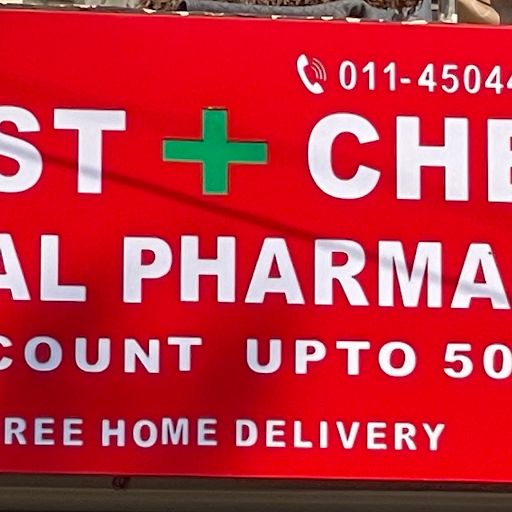 011-45044
ST + CHE
AL PHARMA
COUNT UPTO 50
REE HOME DELIVERY